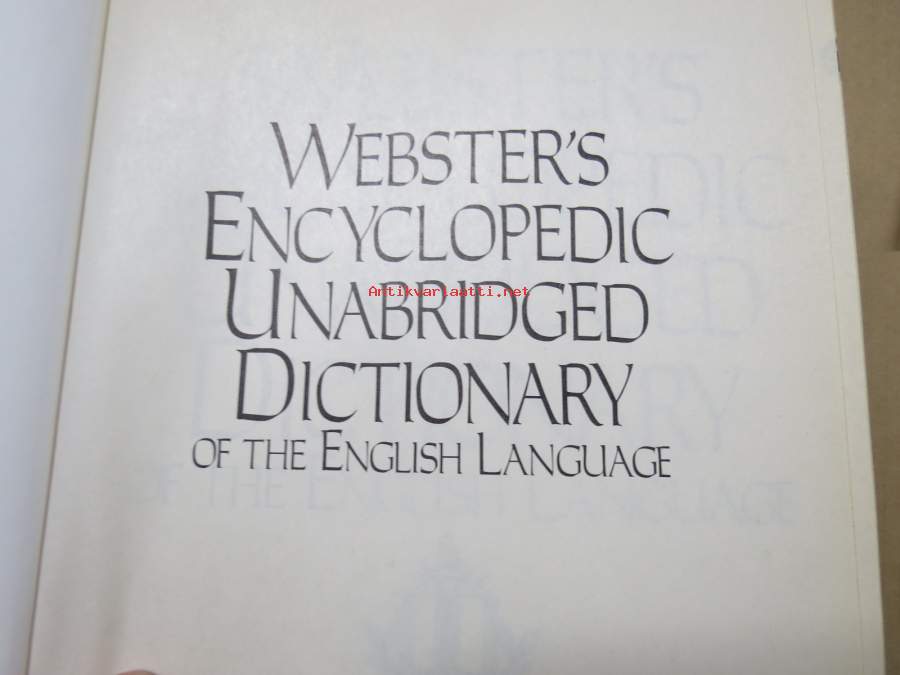 WEBSTER'S
ENCYCLOPEDIC
UNABRIDGED
Antikvariaatti.net
DICTIONARY
OF THE ENGLISH LANGUAGE